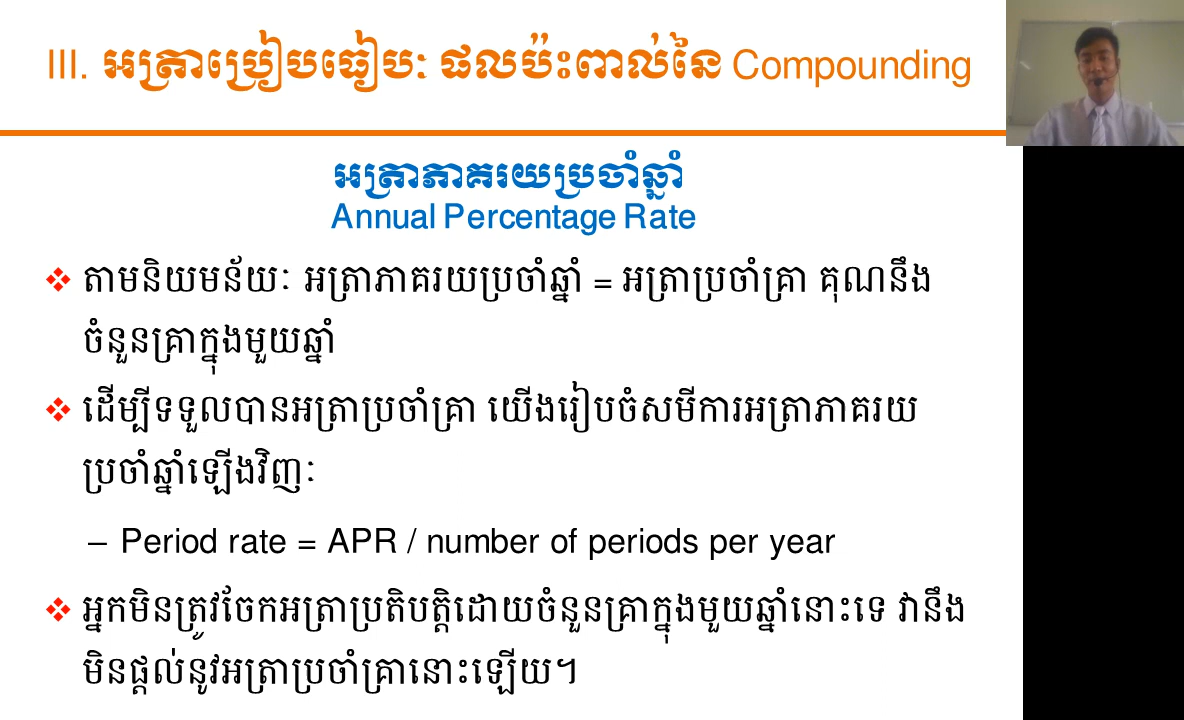 III. អត្រាប្រៀបធៀបៈ ផលប៉ះពាល់នៃ Compounding
អត្រាភាគរយប្រចាំឆ្នាំ
Annual Percentage Rate
❖ តាមនិយមន័យៈ អត្រាភាគរយប្រចាំឆ្នាំ = អត្រាប្រចាំគ្រា គុណនឹង
ចំនួនគ្រាក្នុងមួយឆ្នាំ
❖ ដើម្បីទទួលបានអត្រាប្រចាំគ្រា យើងរៀបចំសមីការអត្រាភាគរយ
ប្រចាំឆ្នាំឡើងវិញៈ
– Period rate = APR / number of periods per year
❖ អ្នកមិនត្រូវចែកអត្រាប្រតិបត្តិដោយចំនួនគ្រាក្នុងមួយឆ្នាំនោះទេ វានឹង
មិនផ្តល់នូវអត្រាប្រចាំគ្រានោះឡើយ។